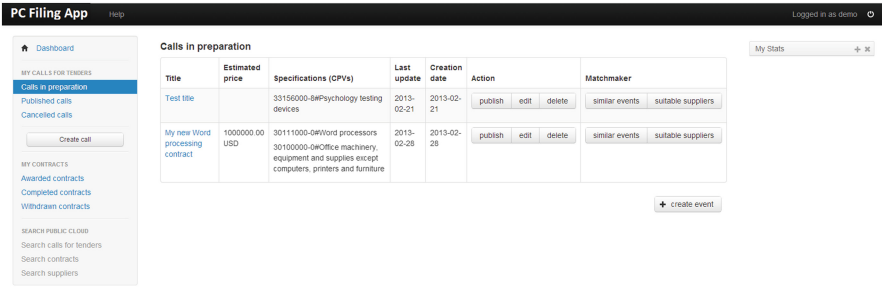 PC Filing App Help Logged in as demo
Dashboard
MY CALLS FOR TENDERS
Calls in preparation
Published calls
Cancelled calls
Create call
MY CONTRACTS
Awarded contracts
Completed contracts
Withdrawn contracts
SEARCH PUBLIC CLOUD
Search calls for tenders
Search contracts
Search suppliers
Calls in preparation
Title Estimated price Specifications (CPVs) Last update Creation date Action Matchmaker
Test title 33156000-8#Psychology testing devices 2013-02-21 2013-02-21 publish edit delete similar events suitable suppliers
My new Word processing contract 1000000.00 USD 30111000-0#Word processors 2013-02-28 2013-02-28 publish edit delete similar events suitable suppliers
30100000-0#Office machinery, equipment and supplies except computers, printers and furniture
+ create event
My Stats